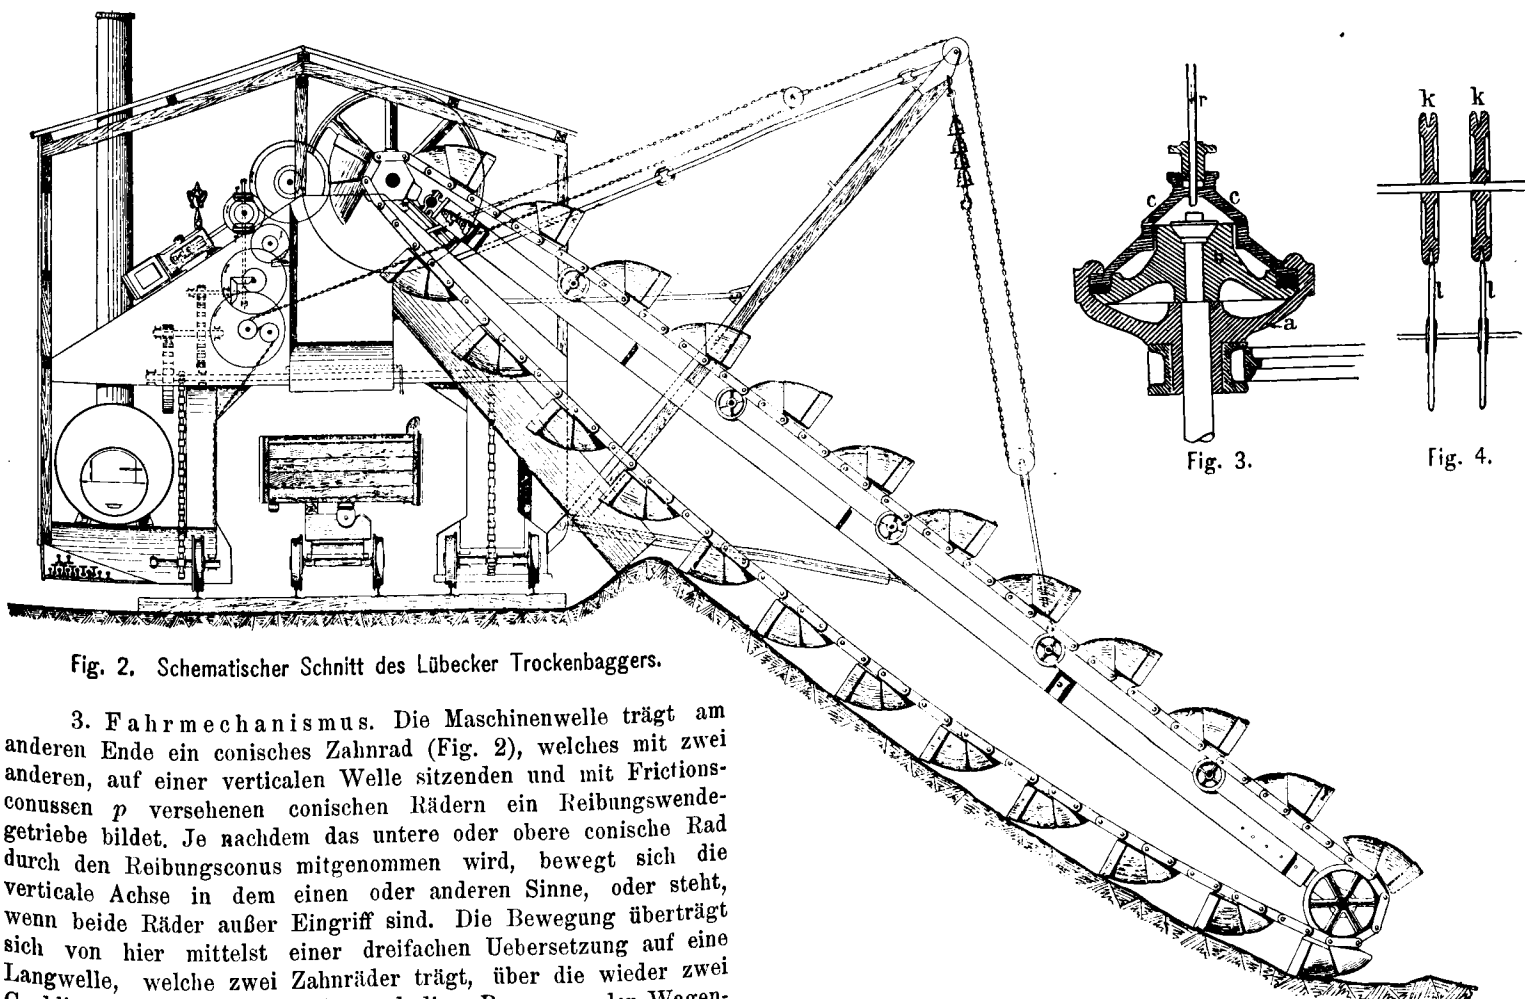 r
k k
c c
b
l l
a
Fig. 3.
Fig. 4.
Fig. 2. Schematischer Schnitt des Lübecker Trockenbaggers.
3. Fahrmechanismus. Die Maschinenwelle trägt am
anderen Ende ein conisches Zahnrad (Fig. 2), welches mit zwei
anderen, auf einer verticalen Welle sitzenden und mit Frictions-
conussen p versehenen conischen Rädern ein Reibungswende-
getriebe bildet. Je nachdem das untere oder obere conische Rad
durch den Reibungsconus mitgenommen wird, bewegt sich die
verticale Achse in dem einen oder anderen Sinne, oder steht,
wenn beide Räder außer Eingriff sind. Die Bewegung überträgt
sich von hier mittelst einer dreifachen Uebersetzung auf eine
Langwelle, welche zwei Zahnräder trägt, über die wieder zwei